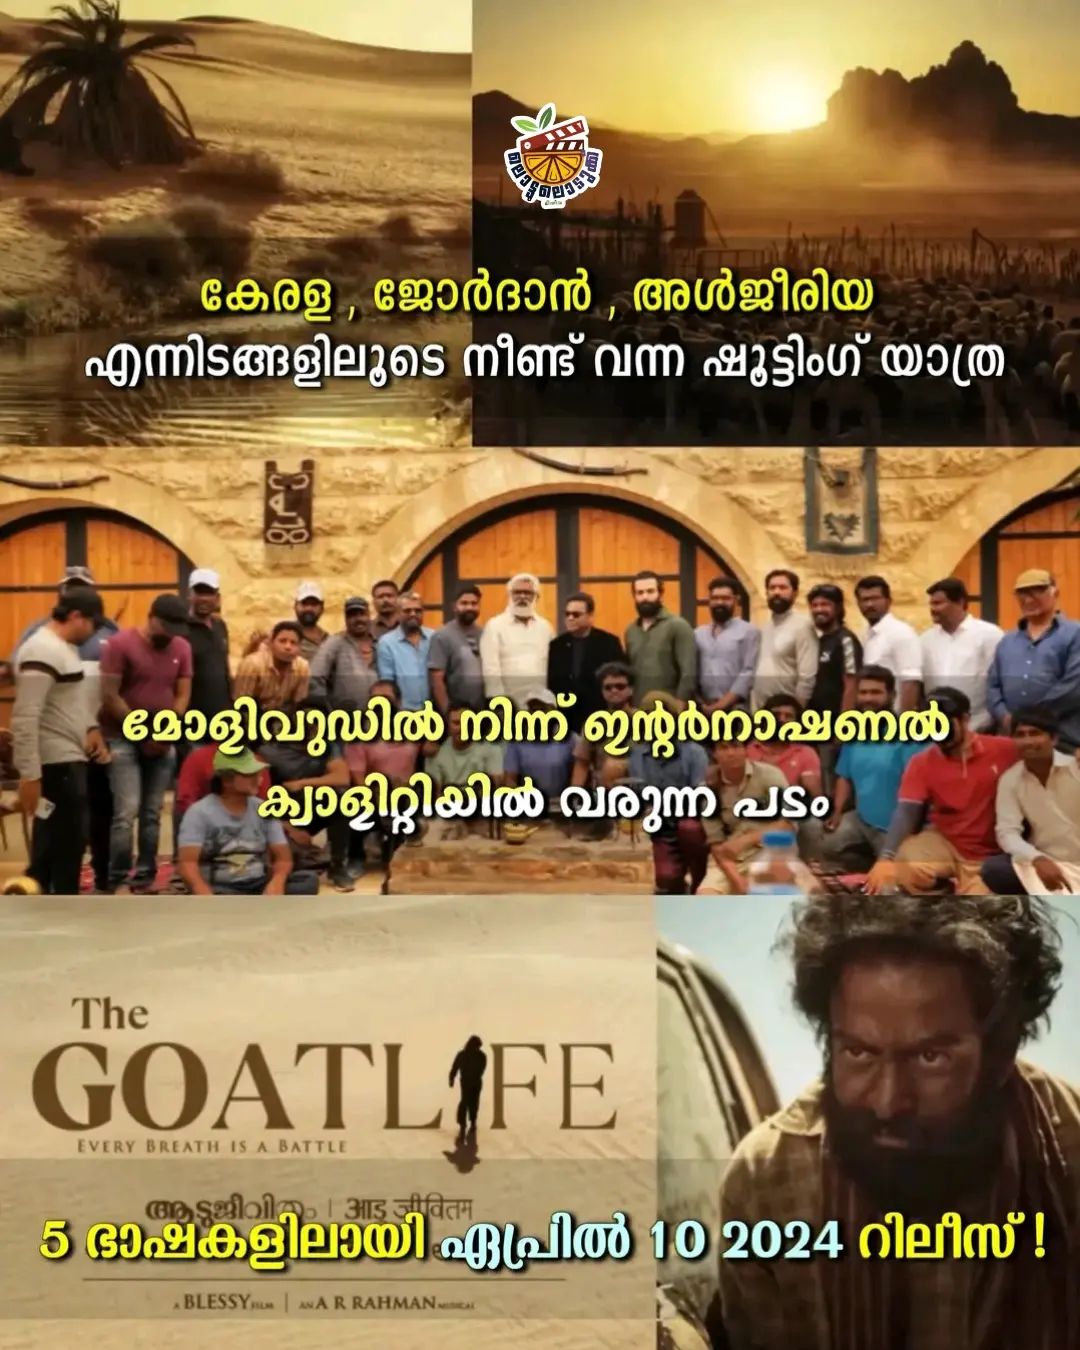 ലൊട്ടുലൊടുക്കു
കേരള , ജോർദാൻ , അൾജീരിയ
എന്നിടങ്ങളിലൂടെ നീണ്ട് വന്ന ഷൂട്ടിംഗ് യാത്ര
മോളിവുഡിൽ നിന്ന് ഇന്റർനാഷണൽ
ക്വാളിറ്റിയിൽ വരുന്ന പടം
The
GOATLIFE
EVERY BREATH IS A BATTLE
ആടുജീവിതം | आडु जीवितम
5 ഭാഷകളിലായി ഏപ്രിൽ 10 2024 റിലീസ് !
A BLESSY FILM | AN A R RAHMAN MUSICAL